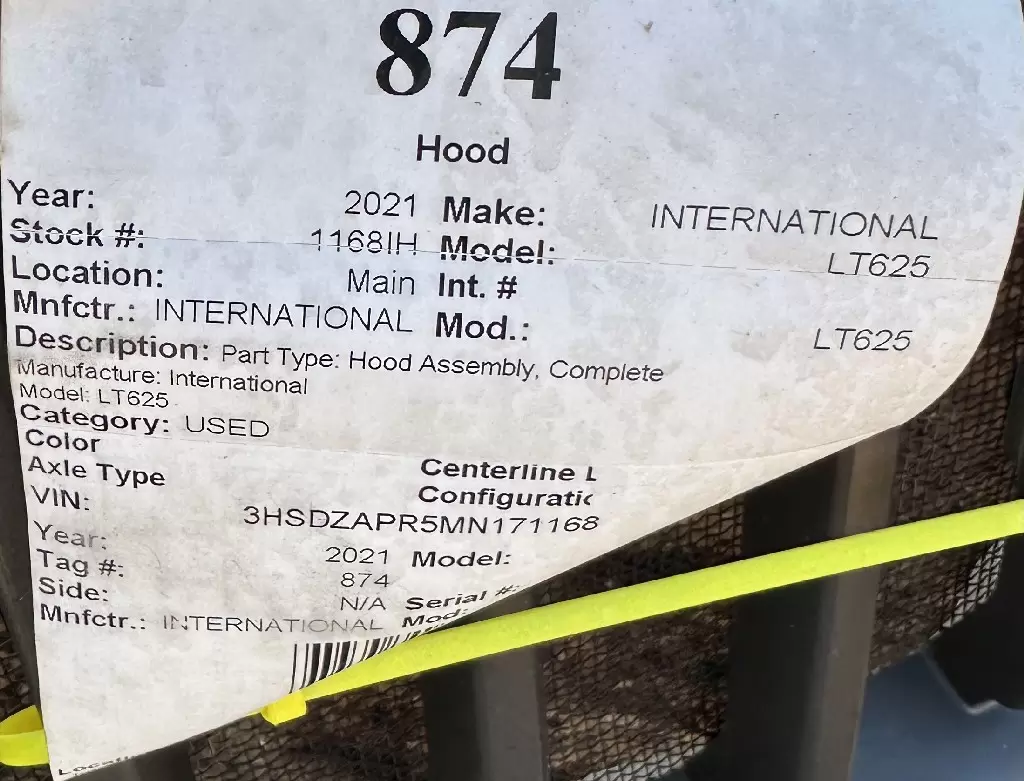 874
Hood
Year: 2021 Make: INTERNATIONAL
Stock #: 1168IH Model: LT625
Location: Main Int. #
Mnfctr.: INTERNATIONAL Mod.: LT625
Description: Part Type: Hood Assembly, Complete
Manufacture: International
Model: LT625
Category: USED
Color
Axle Type Centerline L
Configuratic
VIN: 3HSDZAPR5MN171168
Year: 2021 Model:
Tag #: 874
Side: N/A Serial #:
Mnfctr.: INTERNATIONAL Mod.